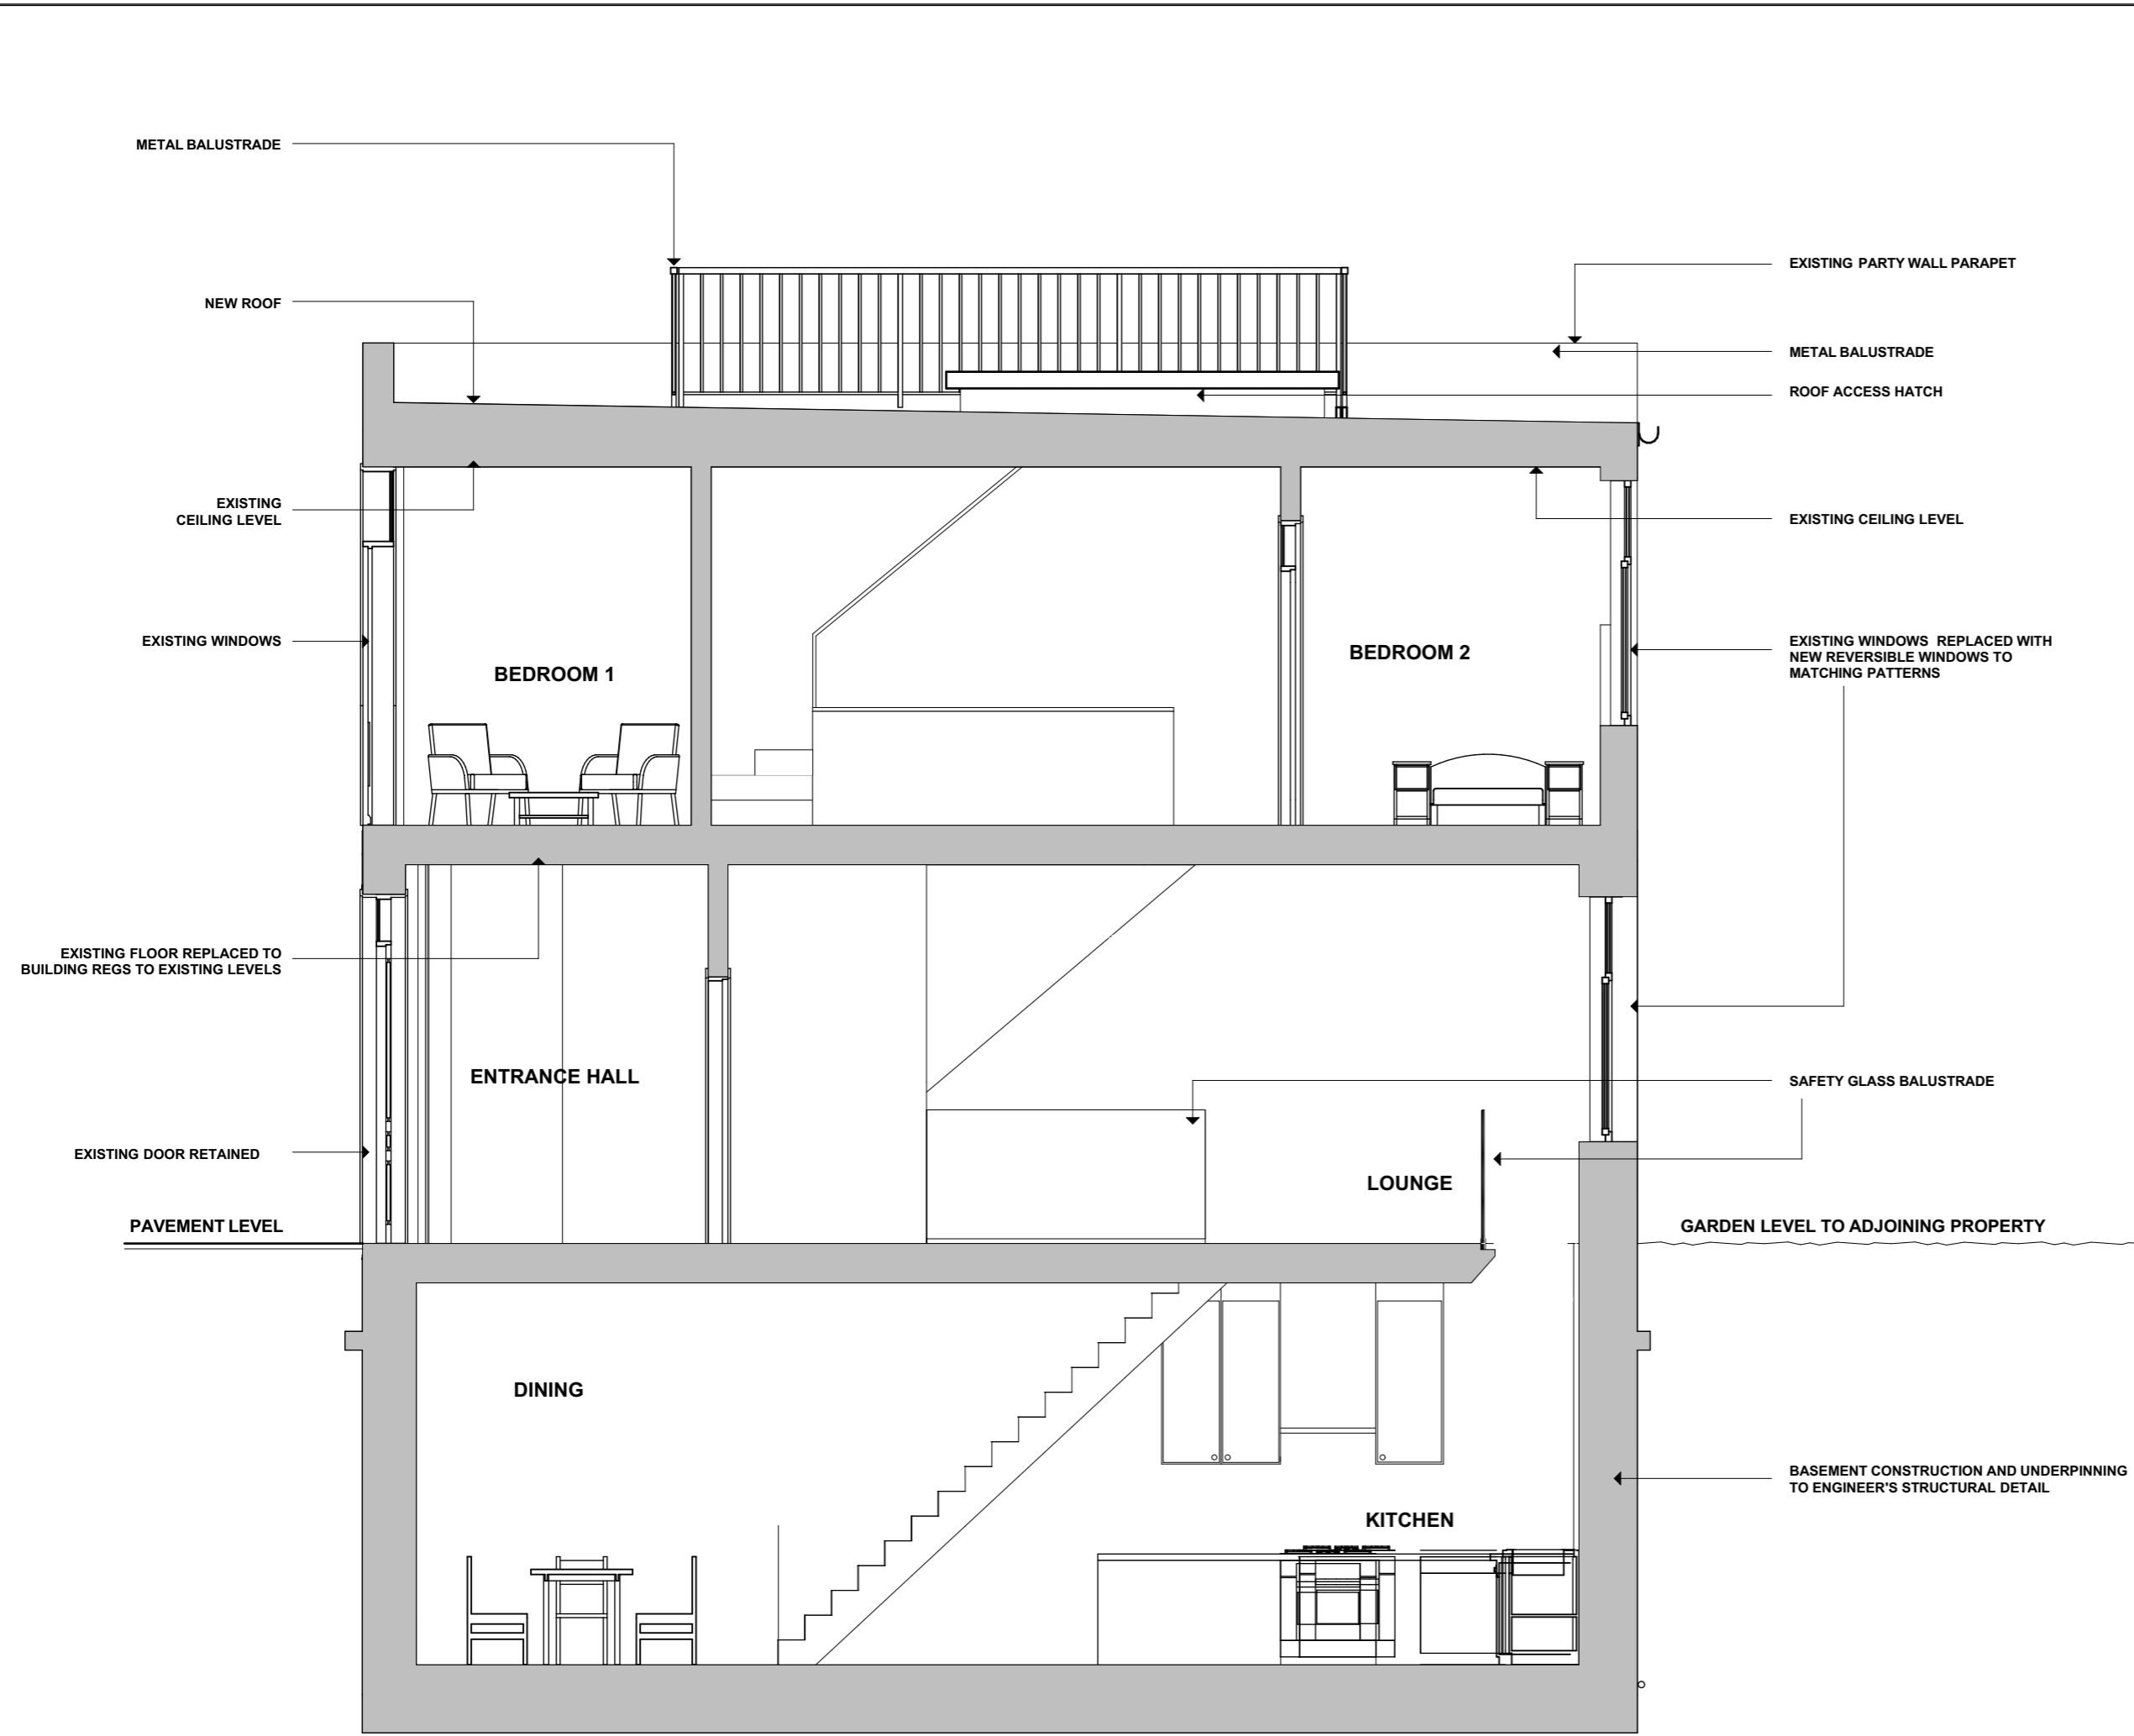 METAL BALUSTRADE
EXISTING PARTY WALL PARAPET
NEW ROOF
METAL BALUSTRADE
ROOF ACCESS HATCH
EXISTING
CEILING LEVEL
EXISTING CEILING LEVEL
EXISTING WINDOWS
BEDROOM 1
BEDROOM 2
EXISTING WINDOWS REPLACED WITH
NEW REVERSIBLE WINDOWS TO
MATCHING PATTERNS
EXISTING FLOOR REPLACED TO
BUILDING REGS TO EXISTING LEVELS
ENTRANCE HALL
SAFETY GLASS BALUSTRADE
EXISTING DOOR RETAINED
LOUNGE
PAVEMENT LEVEL
GARDEN LEVEL TO ADJOINING PROPERTY
DINING
BASEMENT CONSTRUCTION AND UNDERPINNING
TO ENGINEER'S STRUCTURAL DETAIL
KITCHEN